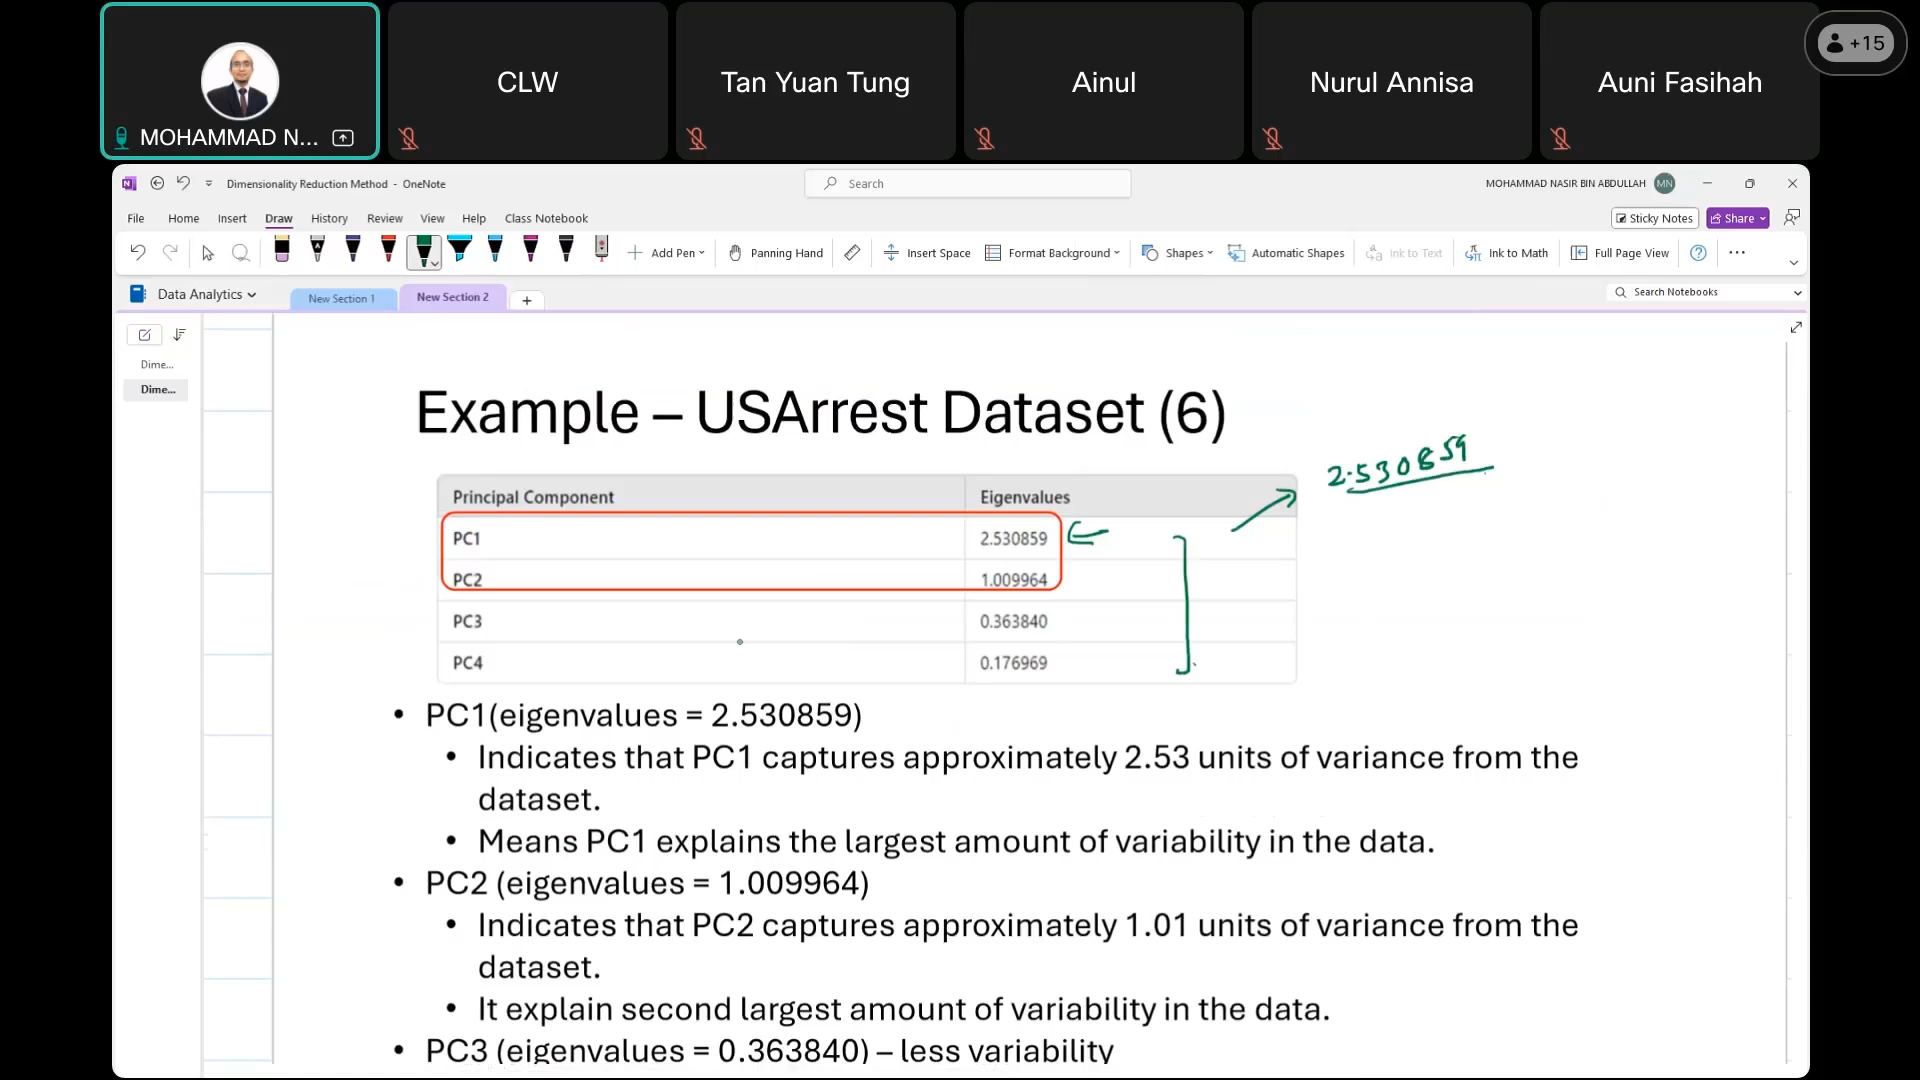 CLW
Tan Yuan Tung
Ainul
Nurul Annisa
Auni Fasihah
+15
MOHAMMAD N...
Dimensionality Reduction Method - OneNote
Search
MOHAMMAD NASIR BIN ABDULLAH
MN
File Home Insert Draw History Review View Help Class Notebook
Sticky Notes
Share
Add Pen
Panning Hand
Insert Space
Format Background
Shapes
Automatic Shapes
Ink to Text
Ink to Math
Full Page View
Data Analytics
New Section 1
New Section 2
Search Notebooks
Dime...
Dime...
Example – USArrest Dataset (6)
2.530859
Principal Component Eigenvalues
PC1 2.530859
PC2 1.009964
PC3 0.363840
PC4 0.176969
• PC1(eigenvalues = 2.530859)
• Indicates that PC1 captures approximately 2.53 units of variance from the
dataset.
• Means PC1 explains the largest amount of variability in the data.
• PC2 (eigenvalues = 1.009964)
• Indicates that PC2 captures approximately 1.01 units of variance from the
dataset.
• It explain second largest amount of variability in the data.
• PC3 (eigenvalues = 0.363840) – less variability